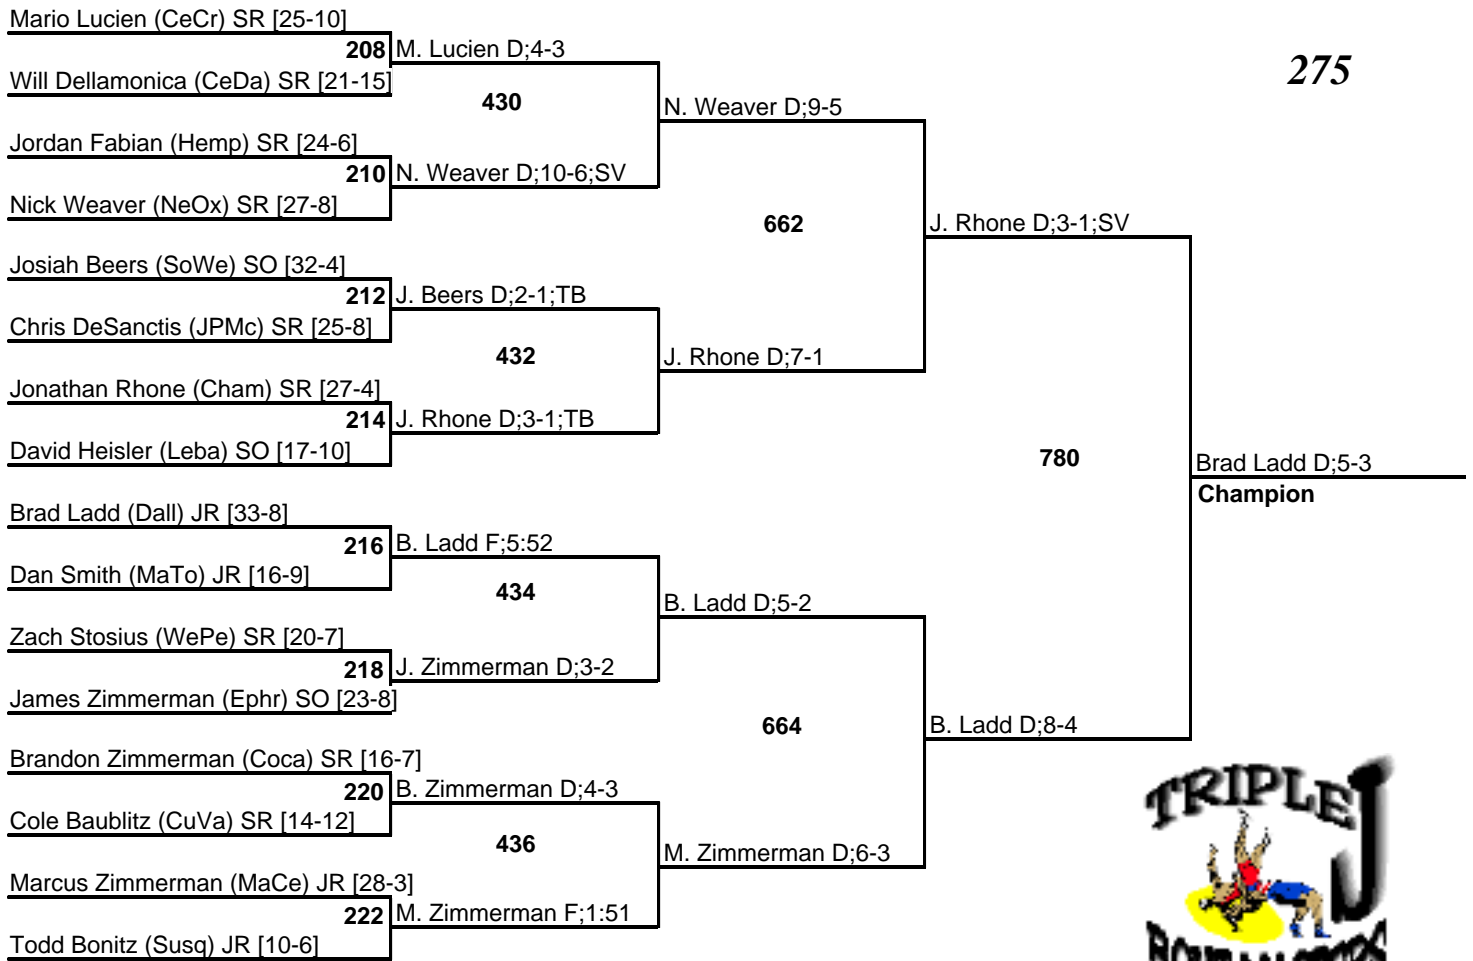 275
Mario Lucien (CeCr) SR [25-10]
208 M. Lucien D;4-3
Will Dellamonica (CeDa) SR [21-15]
430
N. Weaver D;9-5
Jordan Fabian (Hemp) SR [24-6]
210 N. Weaver D;10-6;SV
Nick Weaver (NeOx) SR [27-8]
662
J. Rhone D;3-1;SV
Josiah Beers (SoWe) SO [32-4]
212 J. Beers D;2-1;TB
Chris DeSanctis (JPMc) SR [25-8]
432
J. Rhone D;7-1
Jonathan Rhone (Cham) SR [27-4]
214 J. Rhone D;3-1;TB
David Heisler (Leba) SO [17-10]
780
Brad Ladd D;5-3
Champion
Brad Ladd (Dall) JR [33-8]
216 B. Ladd F;5:52
Dan Smith (MaTo) JR [16-9]
434
B. Ladd D;5-2
Zach Stosius (WePe) SR [20-7]
218 J. Zimmerman D;3-2
James Zimmerman (Ephr) SO [23-8]
664
B. Ladd D;8-4
Brandon Zimmerman (Coca) SR [16-7]
220 B. Zimmerman D;4-3
Cole Baublitz (CuVa) SR [14-12]
436
M. Zimmerman D;6-3
Marcus Zimmerman (MaCe) JR [28-3]
222 M. Zimmerman F;1:51
Todd Bonitz (Susq) JR [10-6]
TRIPLE J